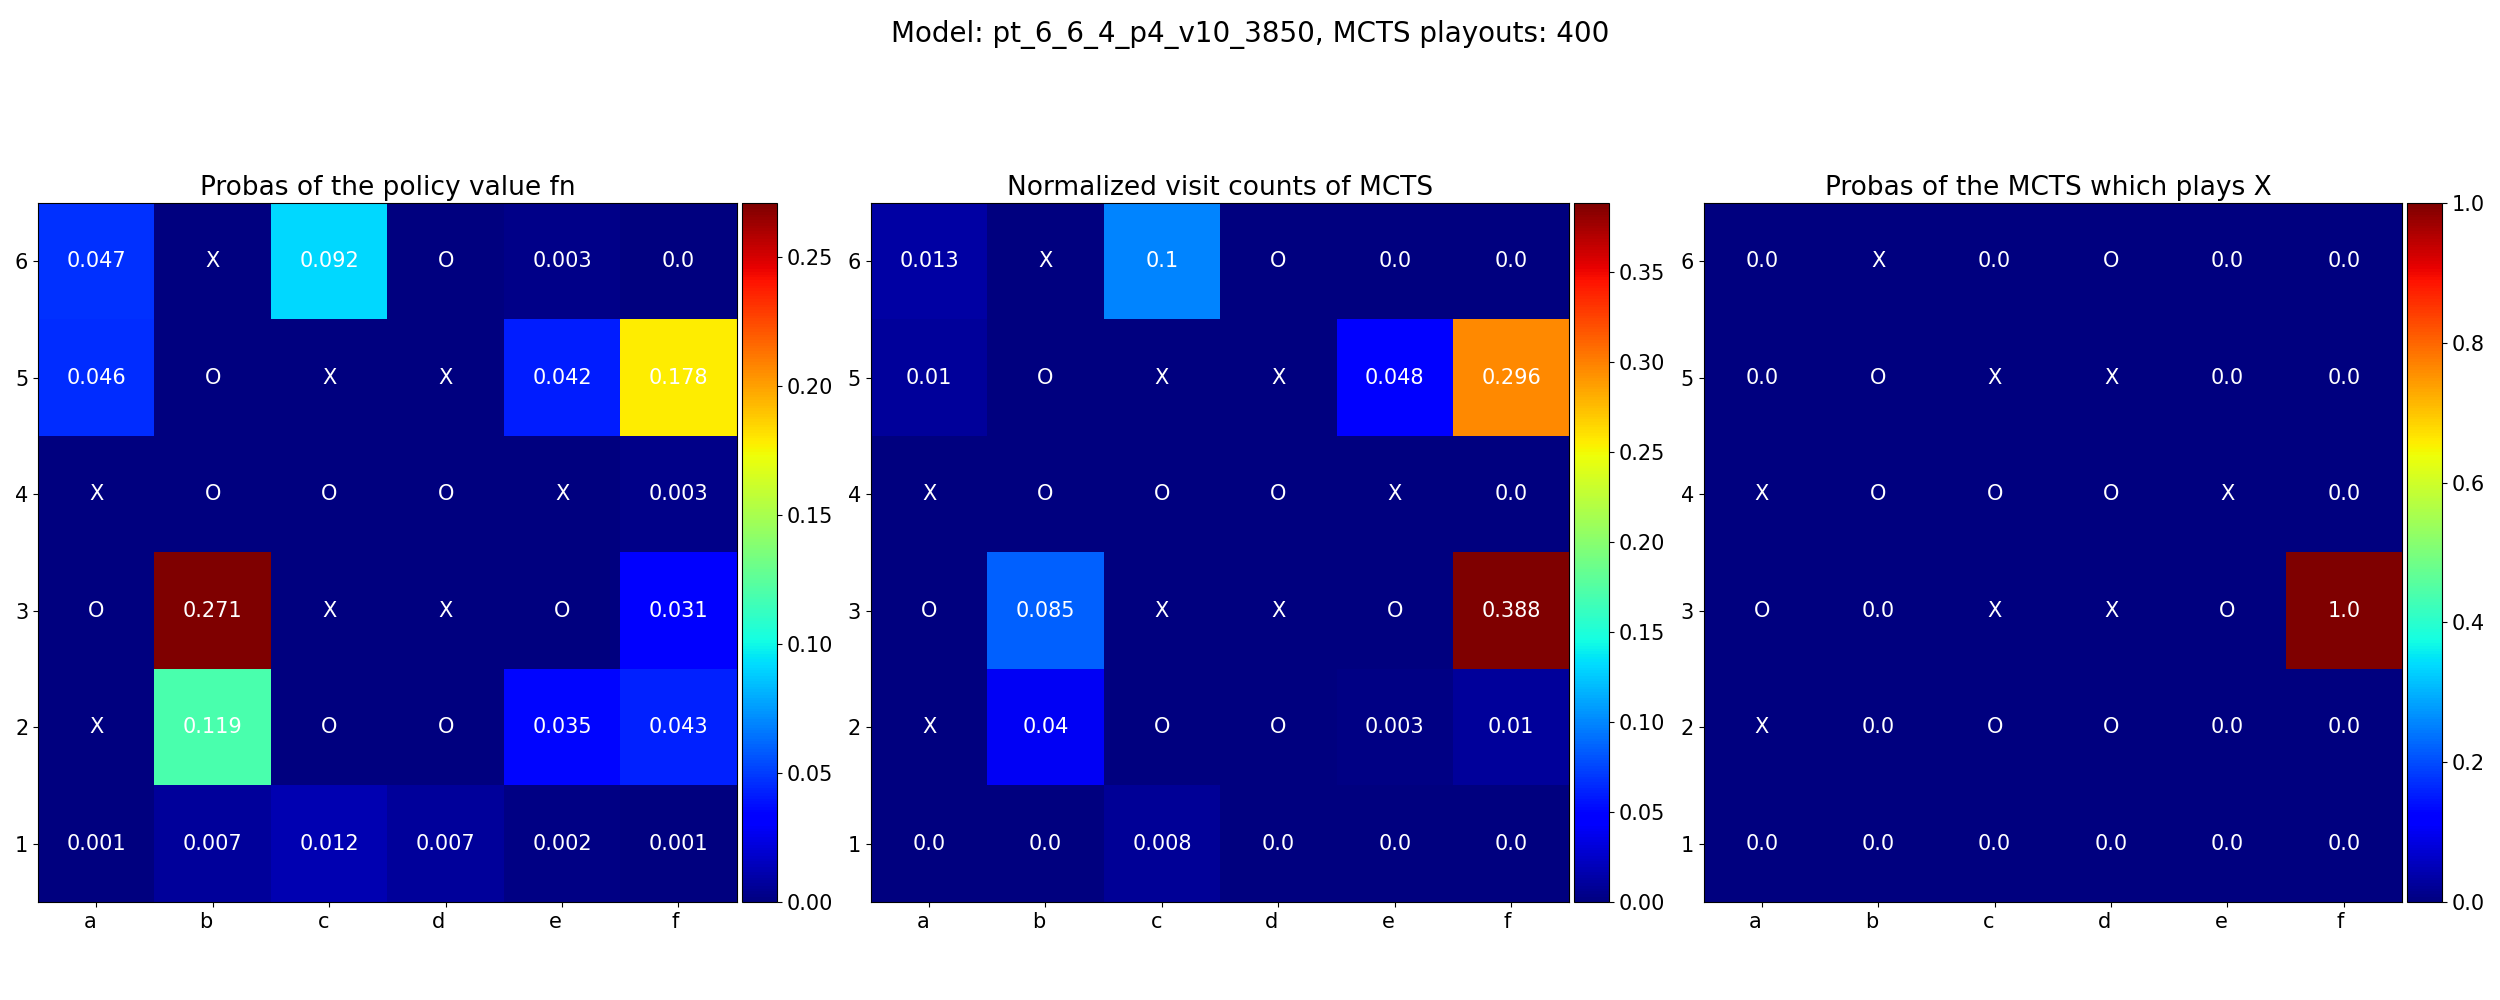 Model: pt_6_6_4_p4_v10_3850, MCTS playouts: 400
Probas of the policy value fn
6 0.047 X 0.092 O 0.003 0.0
5 0.046 O X X 0.042 0.178
4 X O O O X 0.003
3 O 0.271 X X O 0.031
2 X 0.119 O O 0.035 0.043
1 0.001 0.007 0.012 0.007 0.002 0.001
a b c d e f
0.25
0.20
0.15
0.10
0.05
0.00
Normalized visit counts of MCTS
6 0.013 X 0.1 O 0.0 0.0
5 0.01 O X X 0.048 0.296
4 X O O O X 0.0
3 O 0.085 X X O 0.388
2 X 0.04 O O 0.003 0.01
1 0.0 0.0 0.008 0.0 0.0 0.0
a b c d e f
0.35
0.30
0.25
0.20
0.15
0.10
0.05
0.00
Probas of the MCTS which plays X
6 0.0 X 0.0 O 0.0 0.0
5 0.0 O X X 0.0 0.0
4 X O O O X 0.0
3 O 0.0 X X O 1.0
2 X 0.0 O O 0.0 0.0
1 0.0 0.0 0.0 0.0 0.0 0.0
a b c d e f
1.0
0.8
0.6
0.4
0.2
0.0